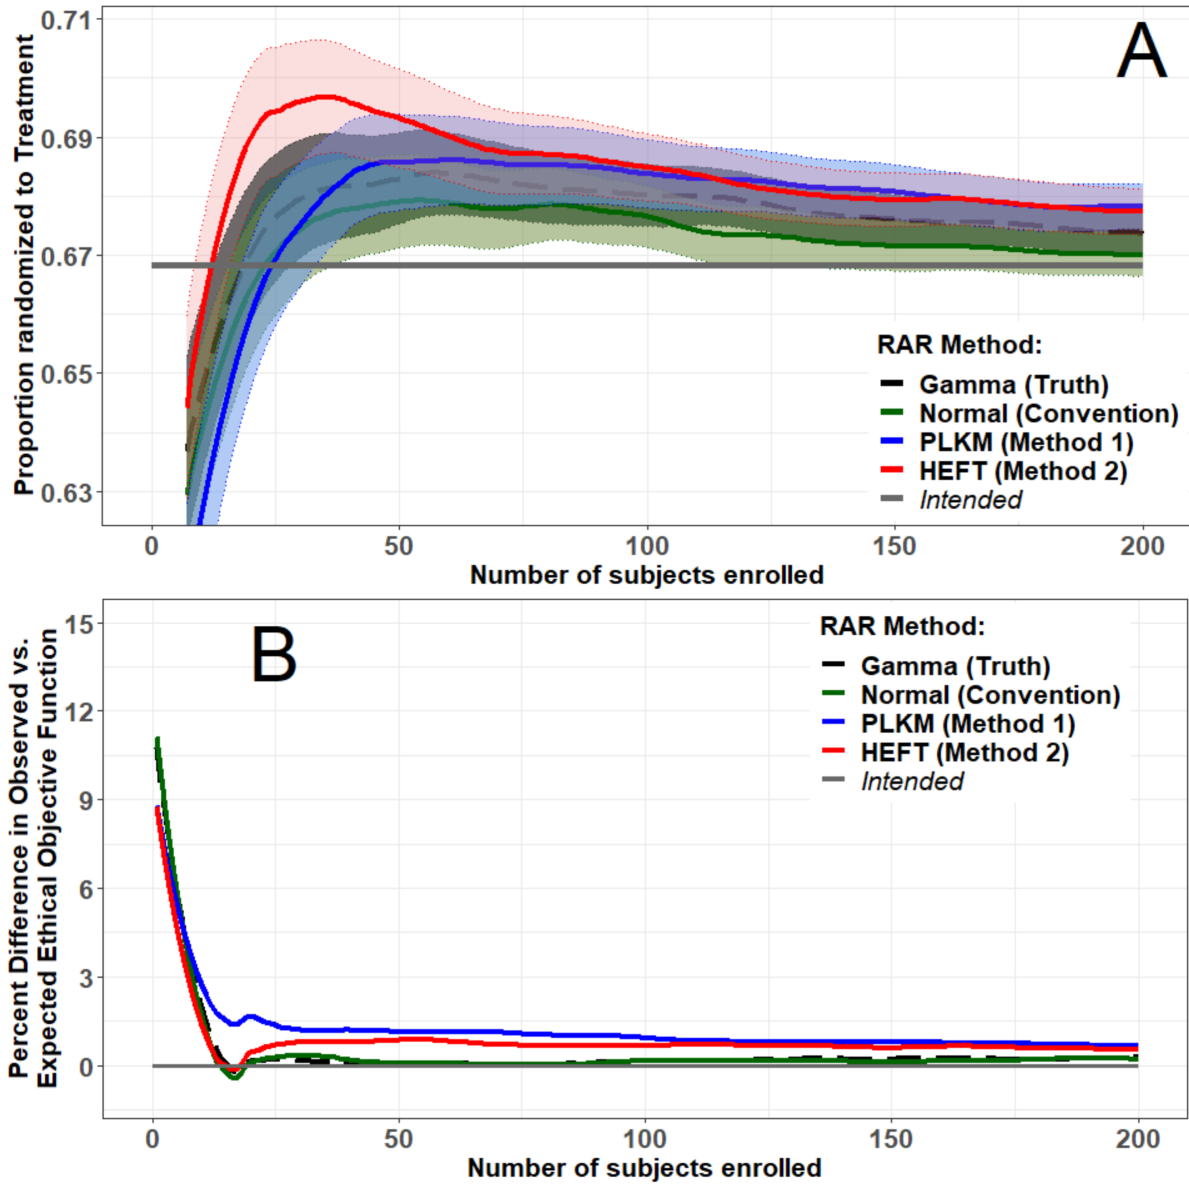 A
Proportion randomized to Treatment
0.71
0.69
0.67
0.65
0.63
RAR Method:
Gamma (Truth)
Normal (Convention)
PLKM (Method 1)
HEFT (Method 2)
Intended
0 50 100 150 200
Number of subjects enrolled
B
Percent Difference in Observed vs.
Expected Ethical Objective Function
15
12
9
6
3
0
RAR Method:
Gamma (Truth)
Normal (Convention)
PLKM (Method 1)
HEFT (Method 2)
Intended
0 50 100 150 200
Number of subjects enrolled